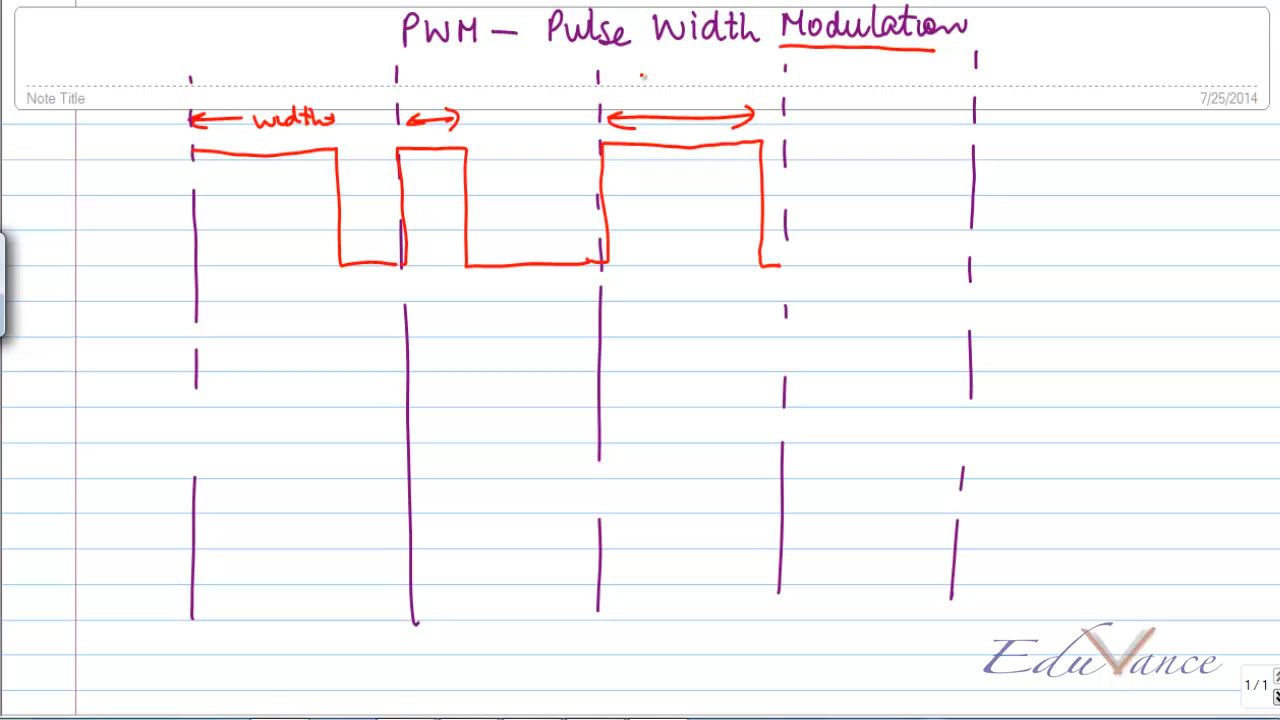 PWM — Pulse Width Modulation
Note Title
7/25/2014
width
EduVance
1/1